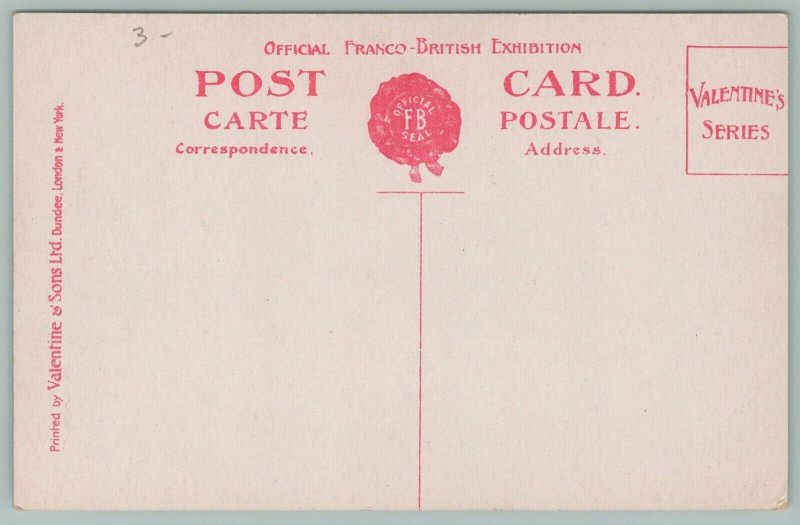 3-
OFFICIAL FRANCO-BRITISH EXHIBITION
POST CARD.
CARTE POSTALE.
Correspondence. Address.
OFFICIAL
FB
SEAL
VALENTINE'S
SERIES
Printed by Valentine & Sons Ltd. Dundee, London & New York.